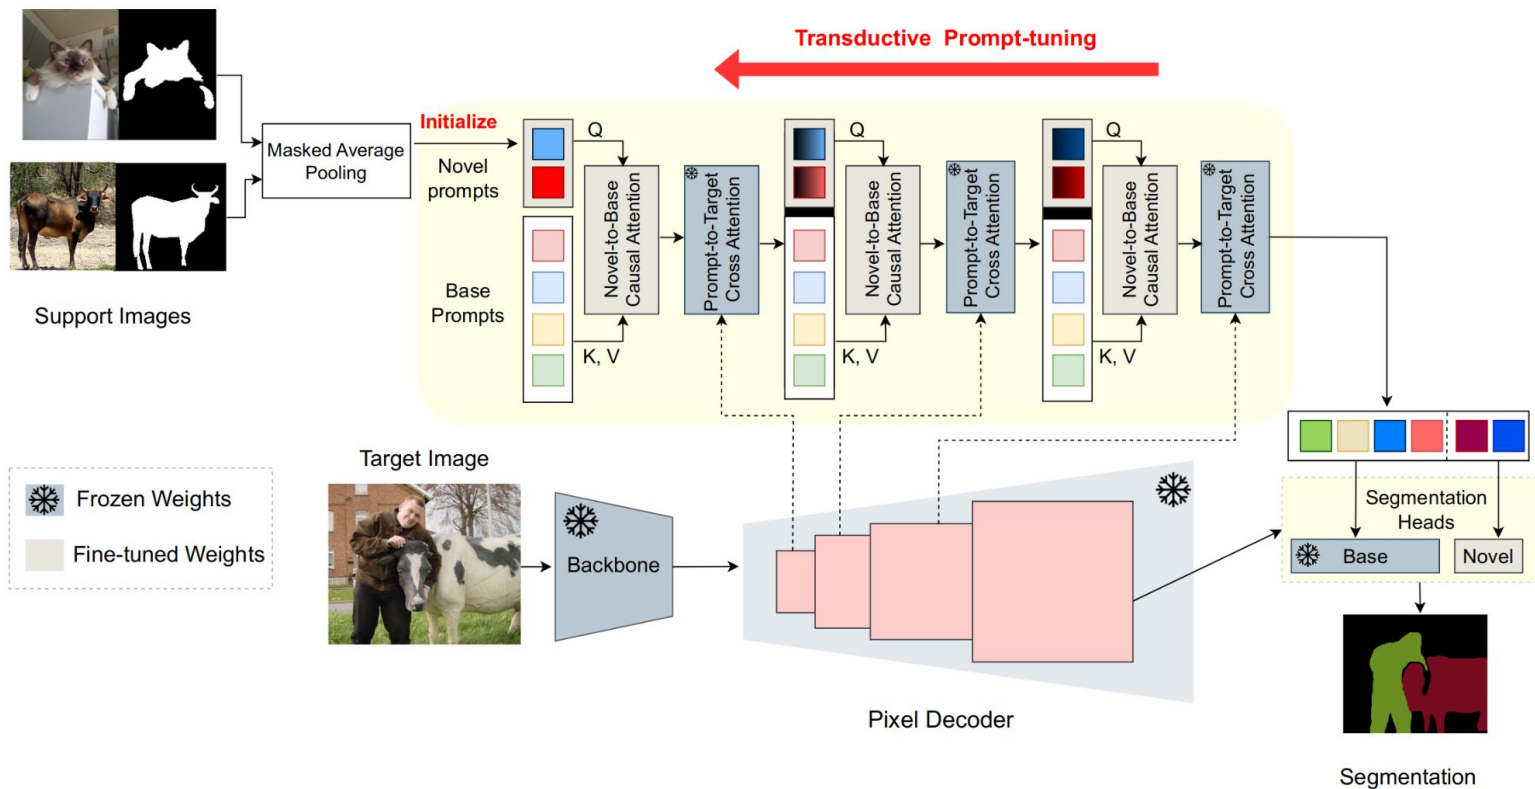 Transductive Prompt-tuning
Initialize
Masked Average
Pooling
Novel
prompts
Base
Prompts
Q
K, V
Novel-to-Base
Causal Attention
Prompt-to-Target
Cross Attention
Q
K, V
Novel-to-Base
Causal Attention
Prompt-to-Target
Cross Attention
Q
K, V
Novel-to-Base
Causal Attention
Prompt-to-Target
Cross Attention
Support Images
Target Image
Frozen Weights
Fine-tuned Weights
Backbone
Pixel Decoder
Segmentation
Heads
Base
Novel
Segmentation